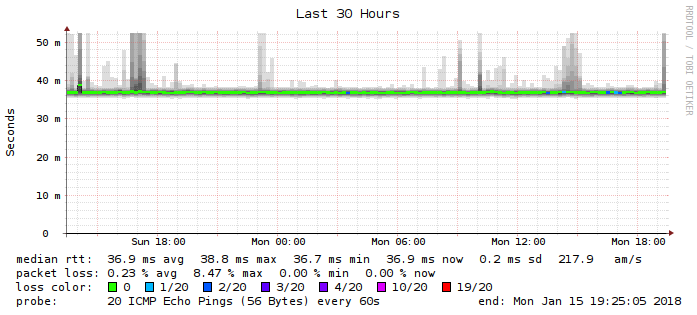 Last 30 Hours
RRDTOOL / TOBI OETIKER
Seconds
50 m
40 m
30 m
20 m
10 m
0
Sun 18:00 Mon 00:00 Mon 06:00 Mon 12:00 Mon 18:00
median rtt: 36.9 ms avg 38.8 ms max 36.7 ms min 36.9 ms now 0.2 ms sd 217.9 am/s
packet loss: 0.23 % avg 8.47 % max 0.00 % min 0.00 % now
loss color: 0 1/20 2/20 3/20 4/20 10/20 19/20
probe: 20 ICMP Echo Pings (56 Bytes) every 60s end: Mon Jan 15 19:25:05 2018